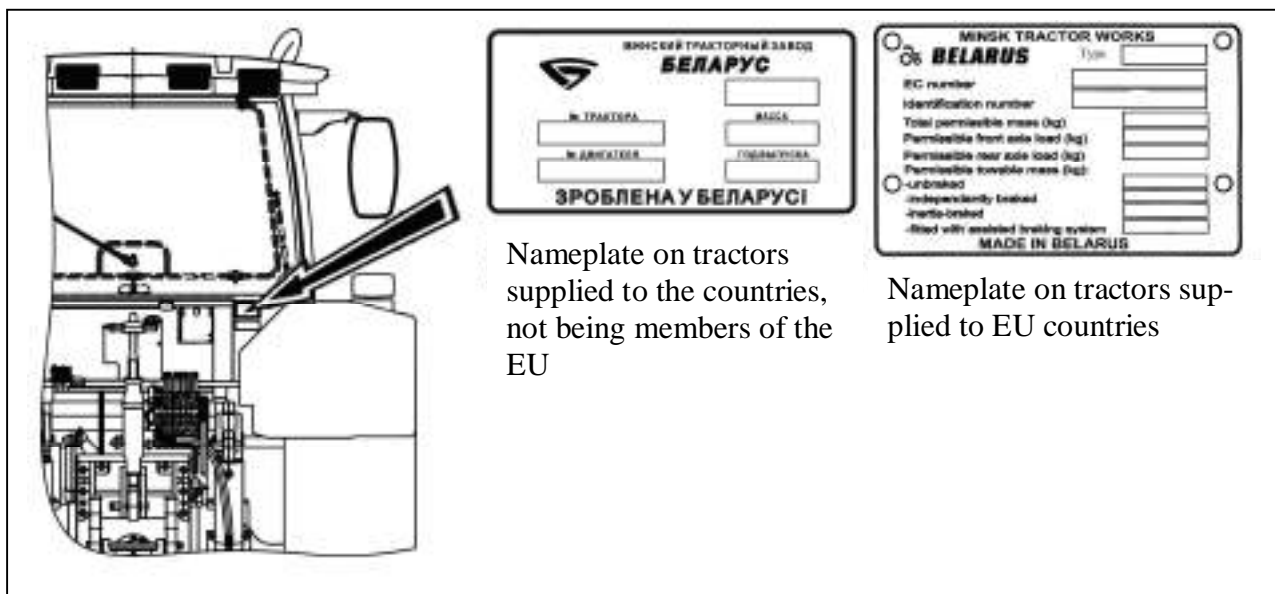 МИНСКИЙ ТРАКТОРНЫЙ ЗАВОД
БЕЛАРУС
№ ТРАКТОРА
МАССА
№ ДВИГАТЕЛЯ
ГОД ВЫПУСКА
ЗРОБЛЕНА У БЕЛАРУСІ
Nameplate on tractors
supplied to the countries,
not being members of the
EU
MINSK TRACTOR WORKS
BELARUS
Type
EC number
Identification number
Total permissible mass (kg)
Permissible front axle load (kg)
Permissible rear axle load (kg)
Permissible towable mass (kg):
-unbraked
-independently braked
-inertia-braked
-fitted with assisted braking system
MADE IN BELARUS
Nameplate on tractors sup-
plied to EU countries